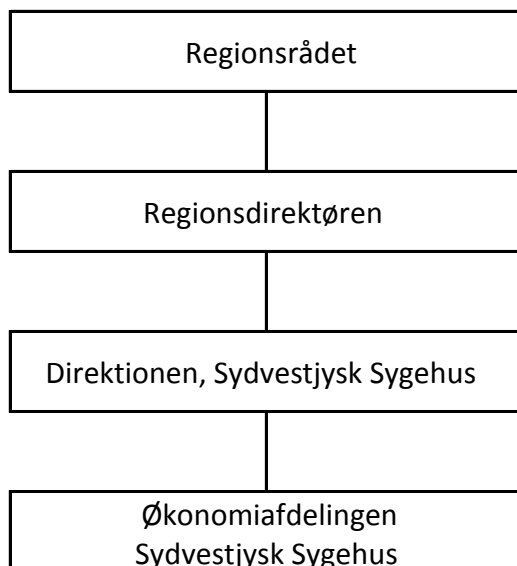 Regionsrådet
Regionsdirektøren
Direktionen, Sydvestjysk Sygehus
Økonomiafdelingen
Sydvestjysk Sygehus